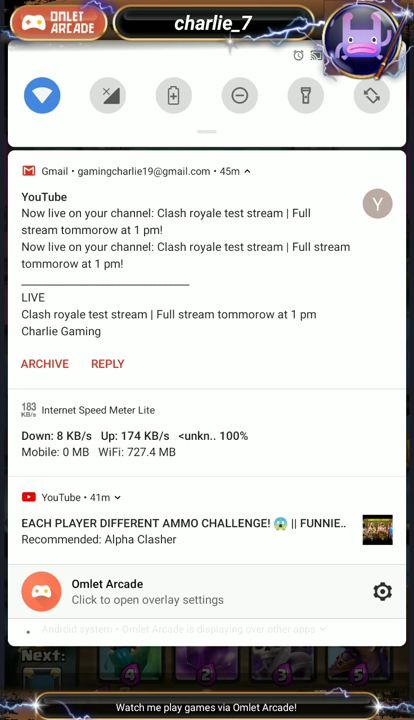 OMLET
ARCADE
charlie_7
Gmail • gamingcharlie19@gmail.com • 45m
YouTube
Now live on your channel: Clash royale test stream | Full
stream tommorow at 1 pm!
Y
Now live on your channel: Clash royale test stream | Full stream
tommorow at 1 pm!
LIVE
Clash royale test stream | Full stream tommorow at 1 pm
Charlie Gaming
ARCHIVE REPLY
183
KB/s
Internet Speed Meter Lite
Down: 8 KB/s Up: 174 KB/s <unkn.. 100%
Mobile: 0 MB WiFi: 727.4 MB
YouTube • 41m
EACH PLAYER DIFFERENT AMMO CHALLENGE! 😱 || FUNNIE..
Recommended: Alpha Clasher
Omlet Arcade
Click to open overlay settings
Android system • Omlet Arcade is displaying over other apps
Next:
4 2 3 5
Watch me play games via Omlet Arcade!